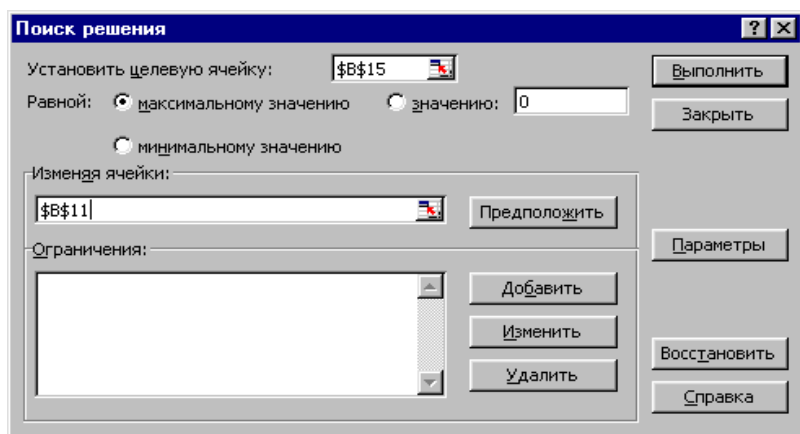 Поиск решения
Установить целевую ячейку: $B$15 Выполнить
Равной: максимальному значению значению: 0 Закрыть
минимальному значению
Изменяя ячейки:
$B$11 Предположить
Параметры
Ограничения:
Добавить
Изменить
Восстановить
Удалить
Справка